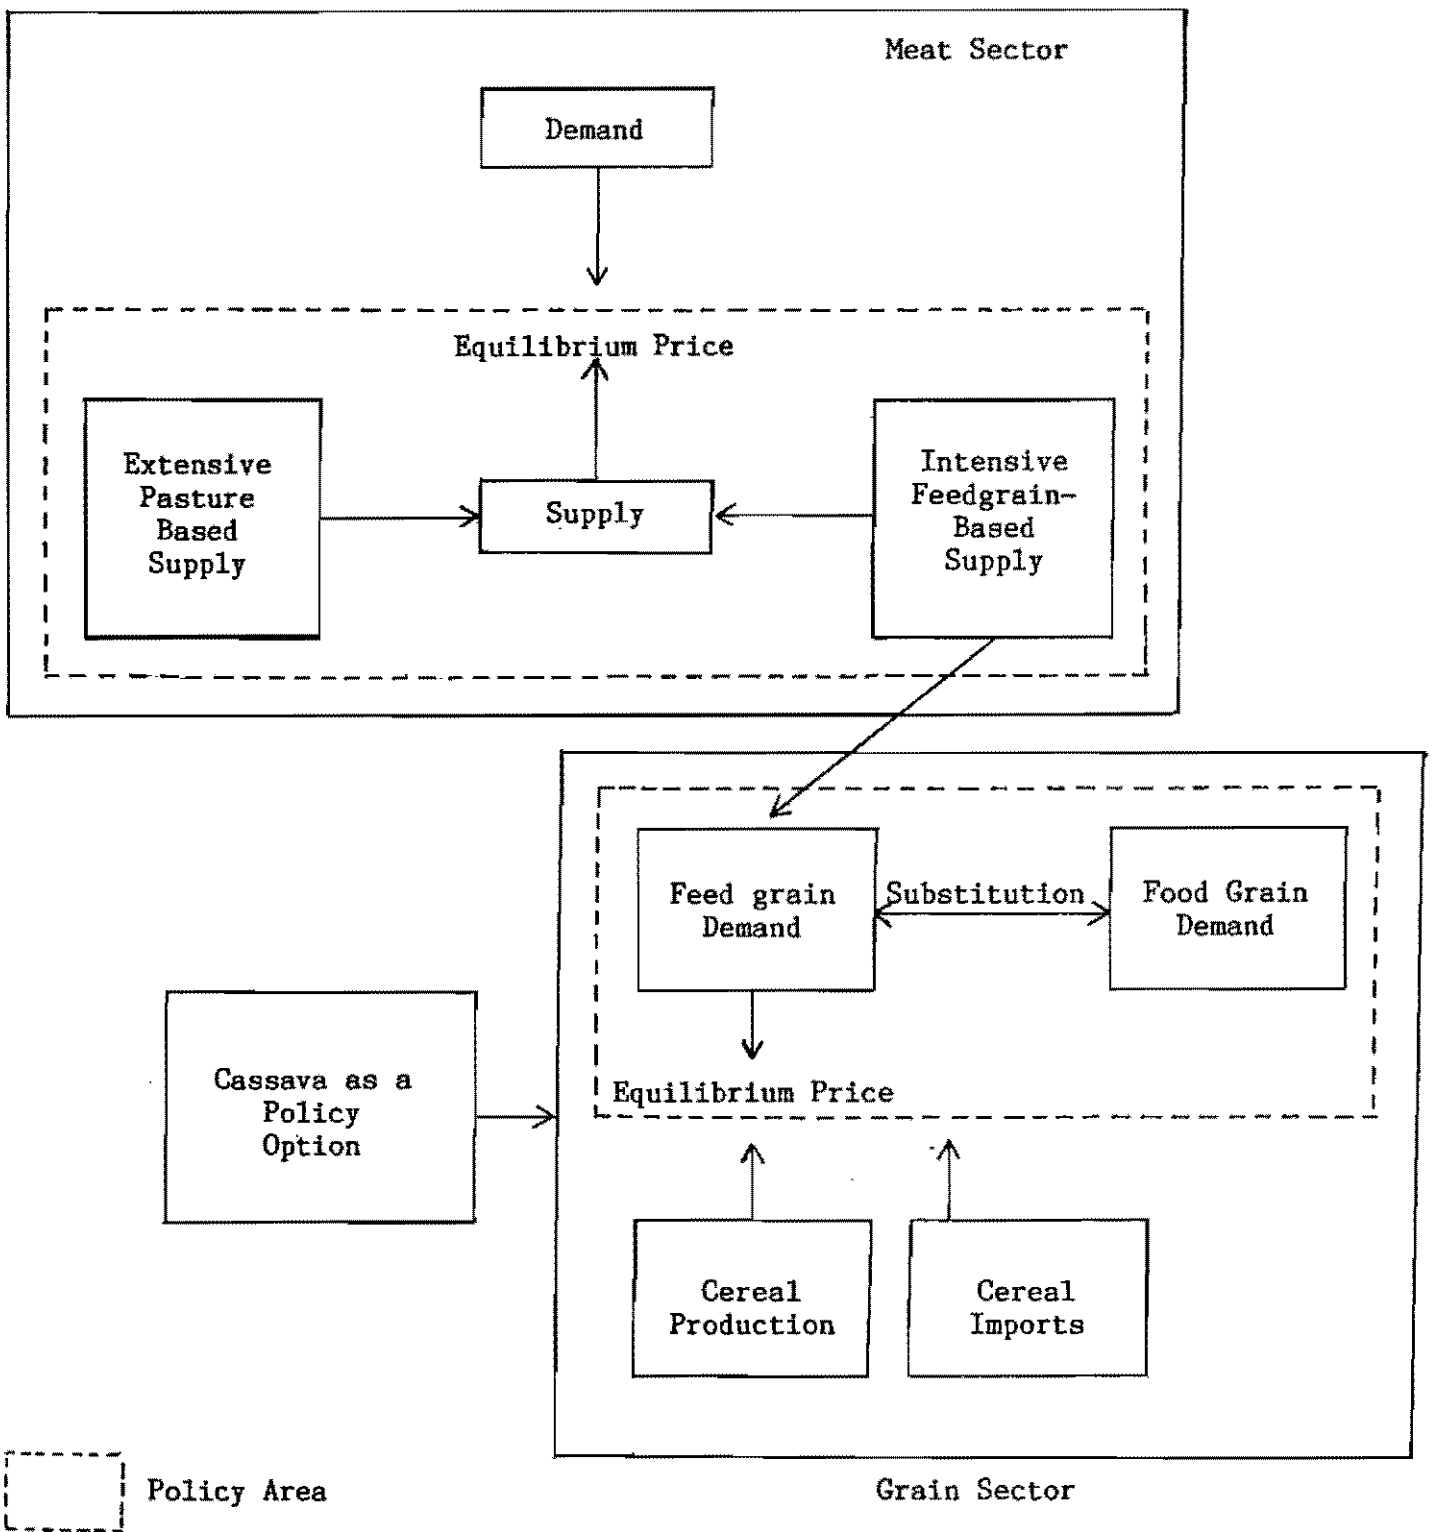 Meat Sector
Demand
Equilibrium Price
Extensive
Pasture
Based
Supply
Supply
Intensive
Feedgrain-
Based
Supply
Feed grain
Demand
Substitution
Food Grain
Demand
Equilibrium Price
Cassava as a
Policy
Option
Cereal
Production
Cereal
Imports
Policy Area
Grain Sector